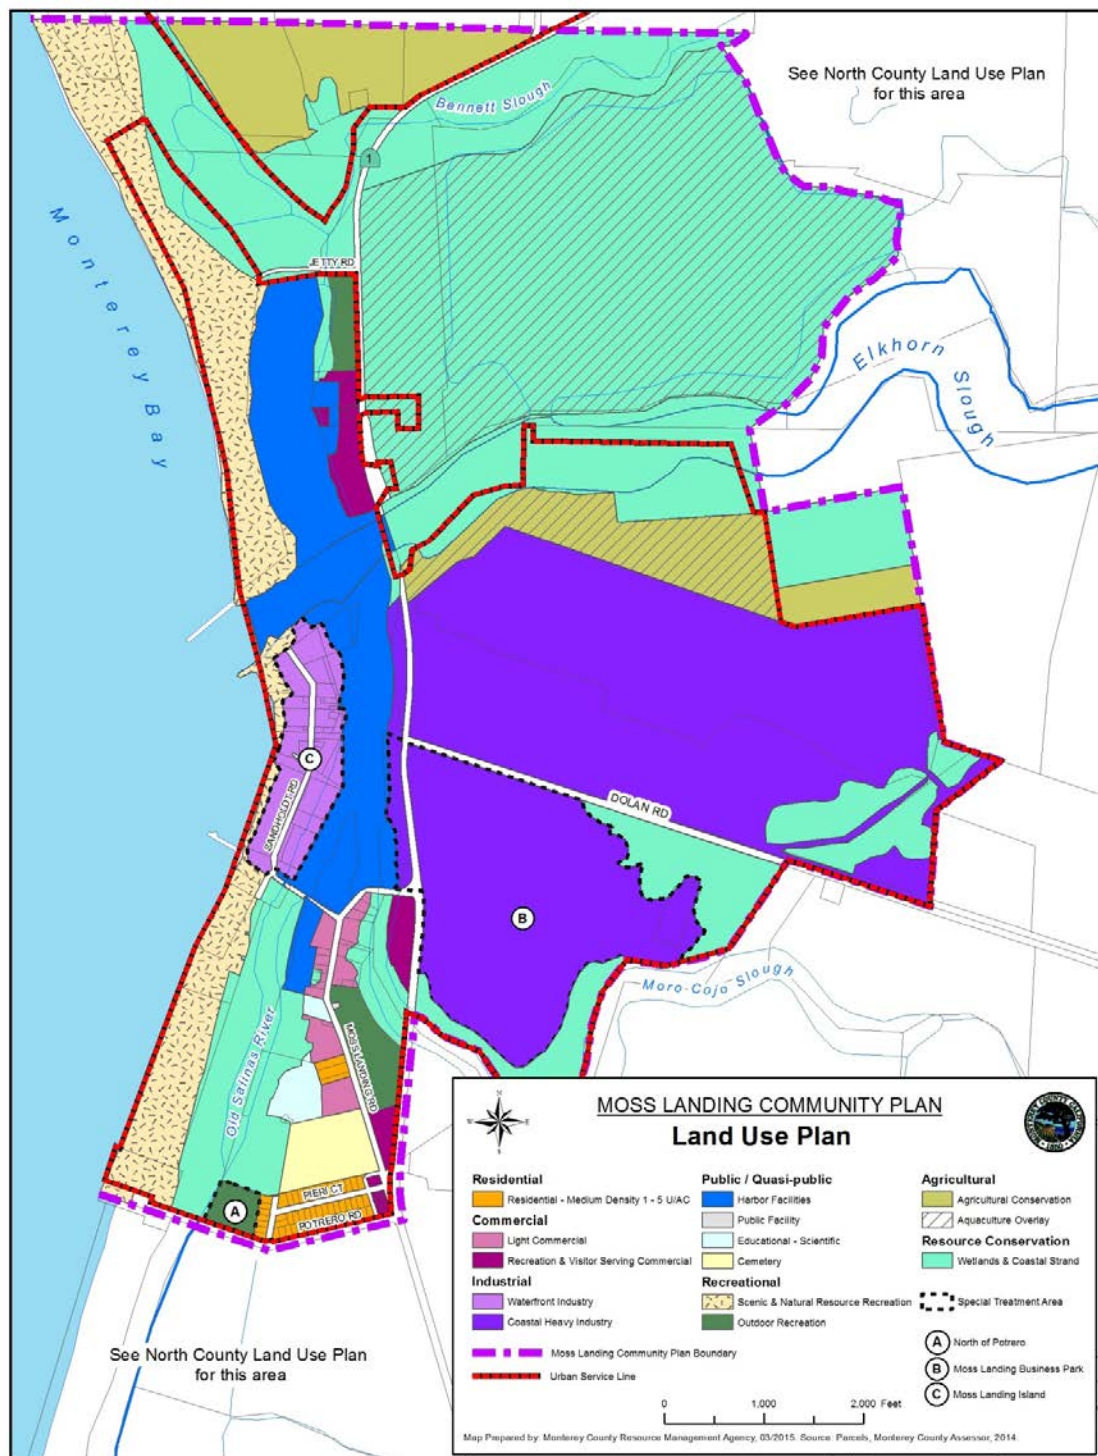 See North County Land Use Plan
for this area
Bennett Slough
1
JETTY RD
Monterey Bay
Elkhorn
Slough
C
SANDHOLDT RD
DOLAN RD
B
Moro Cojo Slough
Old Salinas River
MOSS LANDING RD
PIERI CT
POTRERO RD
A
See North County Land Use Plan
for this area
MOSS LANDING COMMUNITY PLAN
Land Use Plan
N
W E
S
Residential
Residential - Medium Density 1 - 5 U/AC
Commercial
Light Commercial
Recreation & Visitor Serving Commercial
Industrial
Waterfront Industry
Coastal Heavy Industry
Public / Quasi-public
Harbor Facilities
Public Facility
Educational - Scientific
Cemetery
Recreational
Scenic & Natural Resource Recreation
Outdoor Recreation
Agricultural
Agricultural Conservation
Aquaculture Overlay
Resource Conservation
Wetlands & Coastal Strand
Special Treatment Area
A North of Potrero
B Moss Landing Business Park
C Moss Landing Island
Moss Landing Community Plan Boundary
Urban Service Line
0 1,000 2,000 Feet
Map Prepared by: Monterey County Resource Management Agency, 03/2015. Source: Parcels, Monterey County Assessor, 2014.